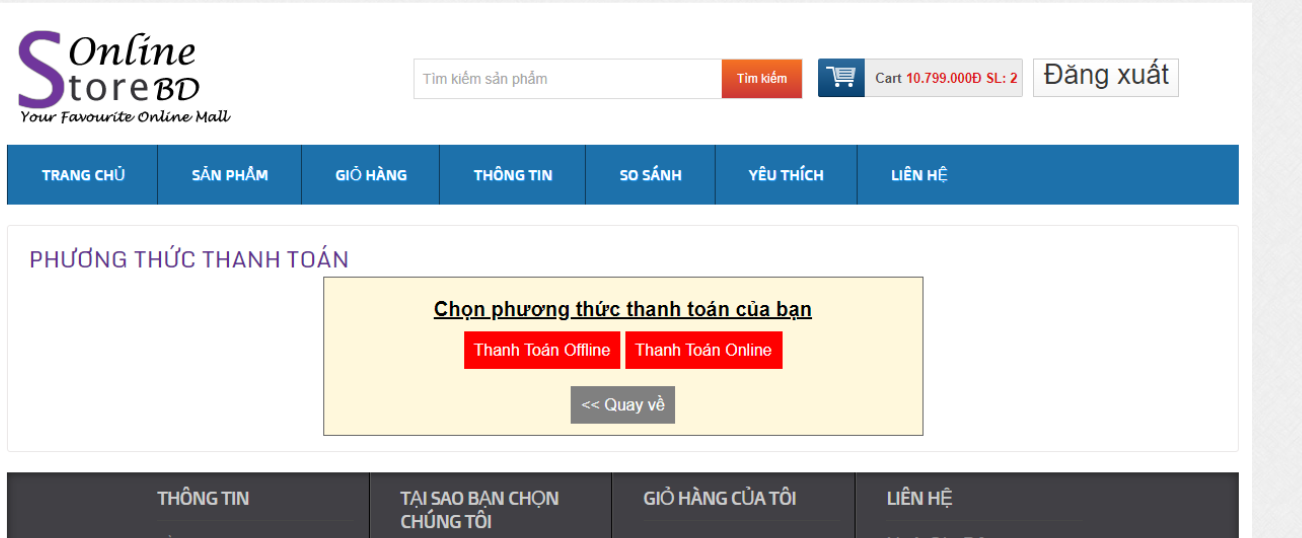 Online
StoreBD
Your Favourite Online Mall
Tìm kiếm sản phẩm
Tìm kiếm
Cart 10.799.000Đ SL: 2
Đăng xuất
TRANG CHỦ
SẢN PHẨM
GIỎ HÀNG
THÔNG TIN
SO SÁNH
YÊU THÍCH
LIÊN HỆ
PHƯƠNG THỨC THANH TOÁN
Chọn phương thức thanh toán của bạn
Thanh Toán Offline
Thanh Toán Online
<< Quay về
THÔNG TIN
TẠI SAO BẠN CHỌN
CHÚNG TÔI
GIỎ HÀNG CỦA TÔI
LIÊN HỆ